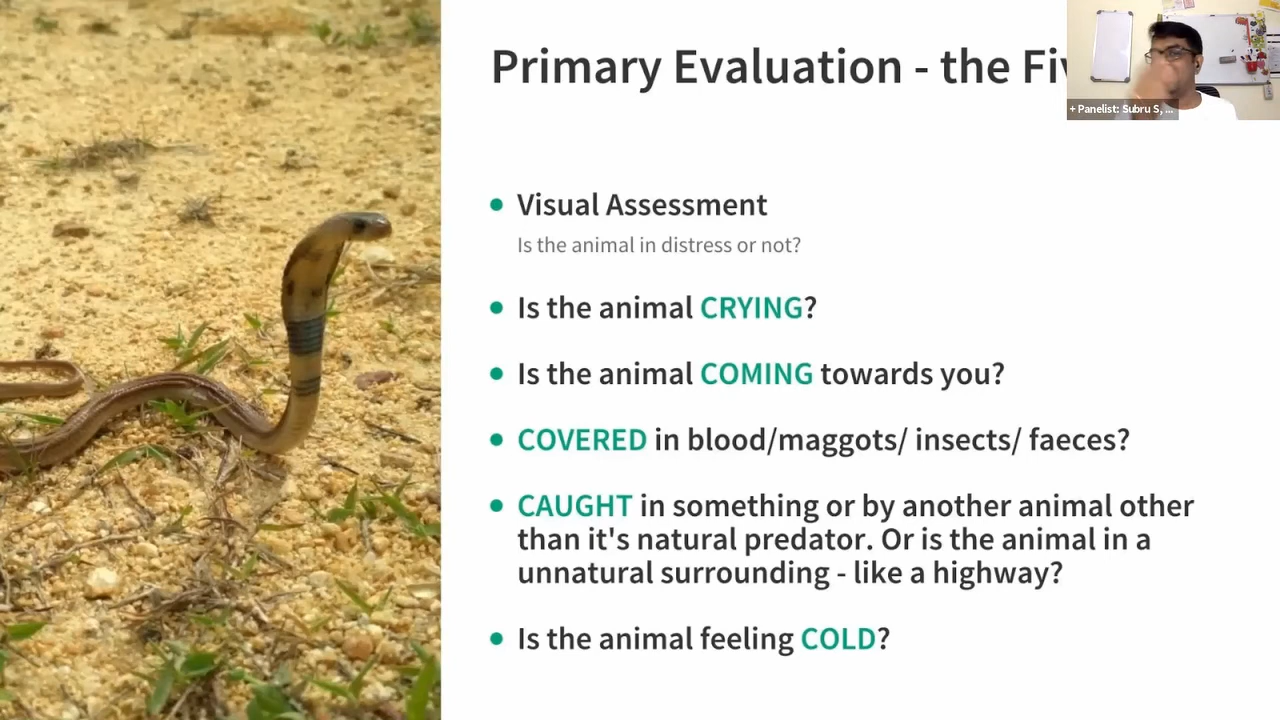 Primary Evaluation - the Fiv
+ Panelist: Subru S, ...
Visual Assessment
Is the animal in distress or not?
Is the animal CRYING?
Is the animal COMING towards you?
COVERED in blood/maggots/ insects/ faeces?
CAUGHT in something or by another animal other
than it's natural predator. Or is the animal in a
unnatural surrounding - like a highway?
Is the animal feeling COLD?